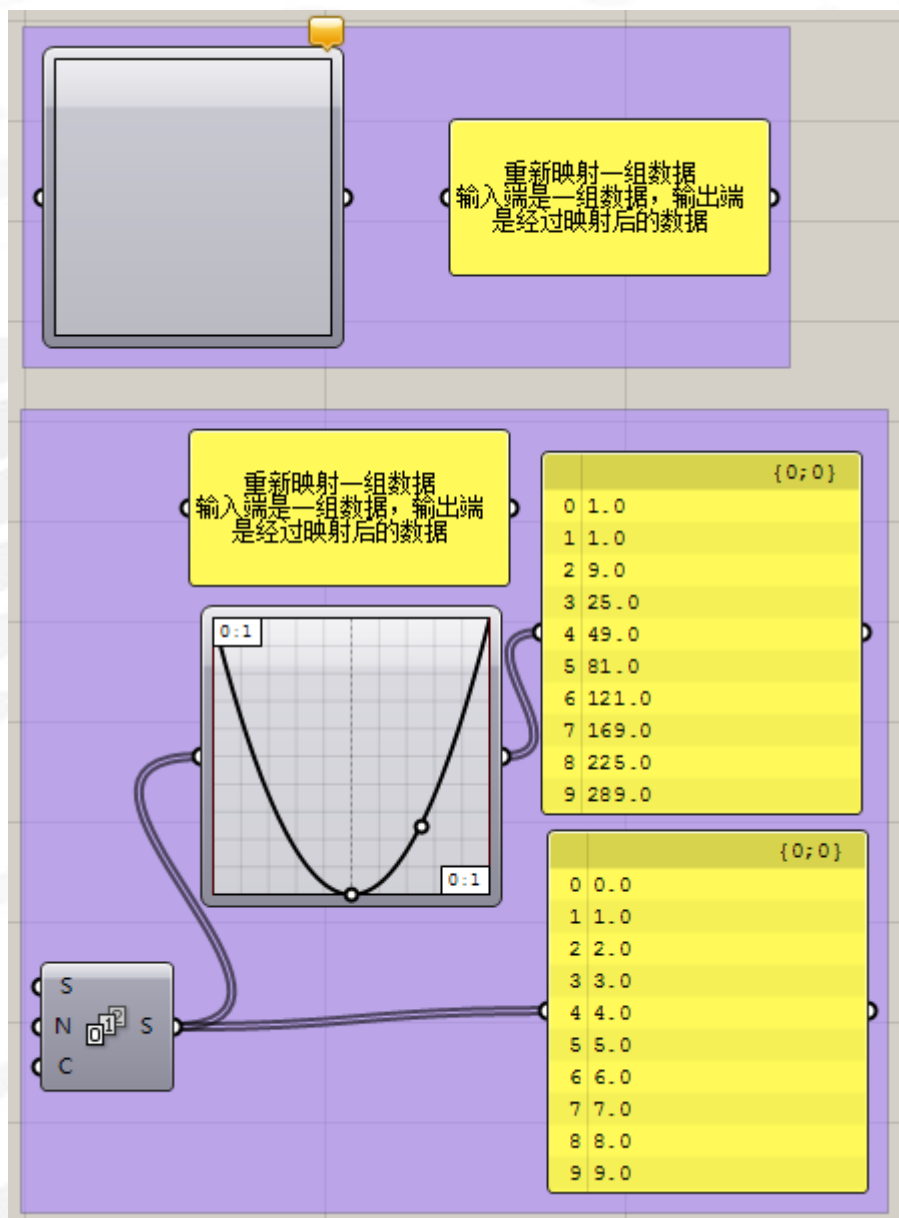 重新映射一组数据
输入端是一组数据，输出端
是经过映射后的数据
重新映射一组数据
输入端是一组数据，输出端
是经过映射后的数据
{0;0}
0 1.0
1 1.0
2 9.0
3 25.0
4 49.0
5 81.0
6 121.0
7 169.0
8 225.0
9 289.0
0:1
0:1
{0;0}
0 0.0
1 1.0
2 2.0
3 3.0
4 4.0
5 5.0
6 6.0
7 7.0
8 8.0
9 9.0
S
N 012 S
C